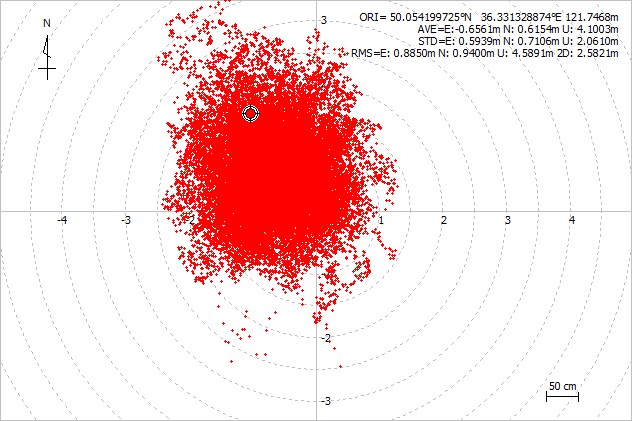 ORI= 50.054199725°N 36.331328874°E 121.7468m
AVE=E:-0.6561m N: 0.6154m U: 4.1003m
STD=E: 0.5939m N: 0.7106m U: 2.0610m
RMS=E: 0.8850m N: 0.9400m U: 4.5891m 2D: 2.5821m
N
3
-4 -3 1 2 3 4
-2
50 cm
-3